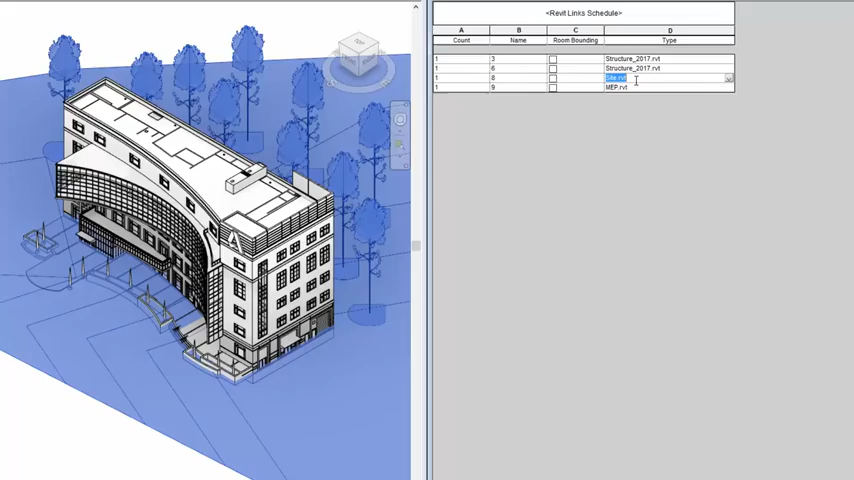 <Revit Links Schedule>
A B C D
Count Name Room Bounding Type
1 3 Structure_2017.rvt
1 6 Structure_2017.rvt
1 8 Site.rvt
1 9 MEP.rvt
A